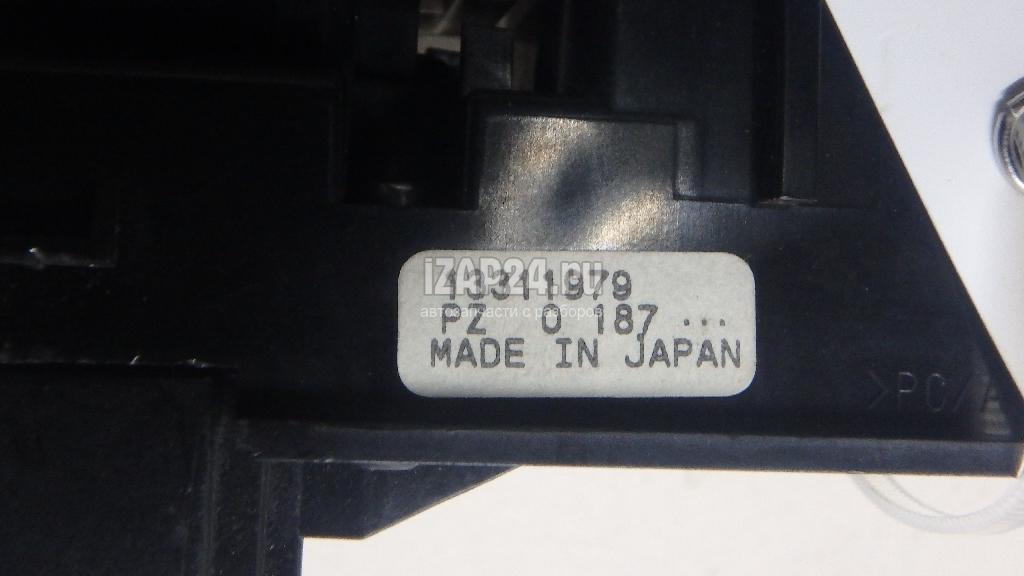 iZAP24.ru
13311979
автозапчасти с разборов
PZ 0 187 ...
MADE IN JAPAN
>PC/A